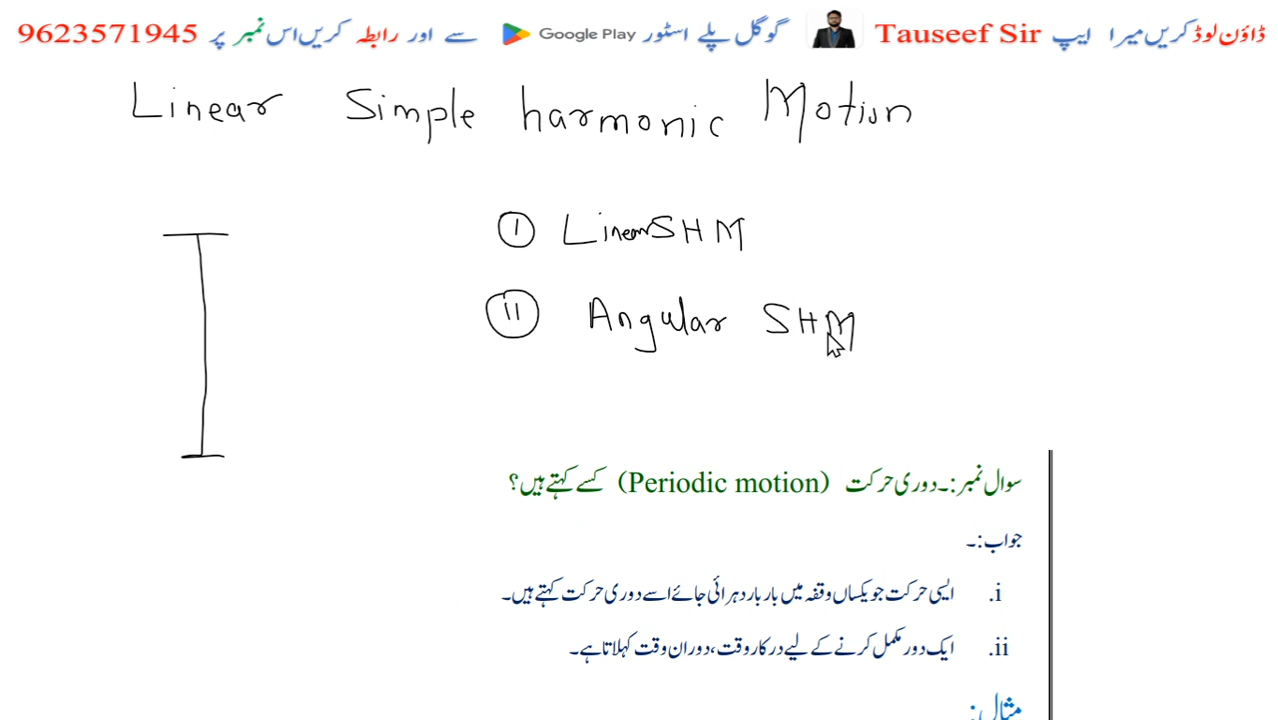 ڈاؤن لوڈ کریں میرا ایپ Tauseef Sir گوگل پلے اسٹور Google Play سے اور رابطہ کریں اس نمبر پر 9623571945
Linear Simple harmonic Motion
I Linear SHM
II Angular SHM
سوال نمبر:۔ دوری حرکت (Periodic motion) کسے کہتے ہیں؟
جواب:۔
i. ایسی حرکت جو یکساں وقفہ میں بار بار دہرائی جائے اسے دوری حرکت کہتے ہیں۔
ii. ایک دور مکمل کرنے کے لیے درکار وقت، دوران وقت کہلاتا ہے۔
مثال: